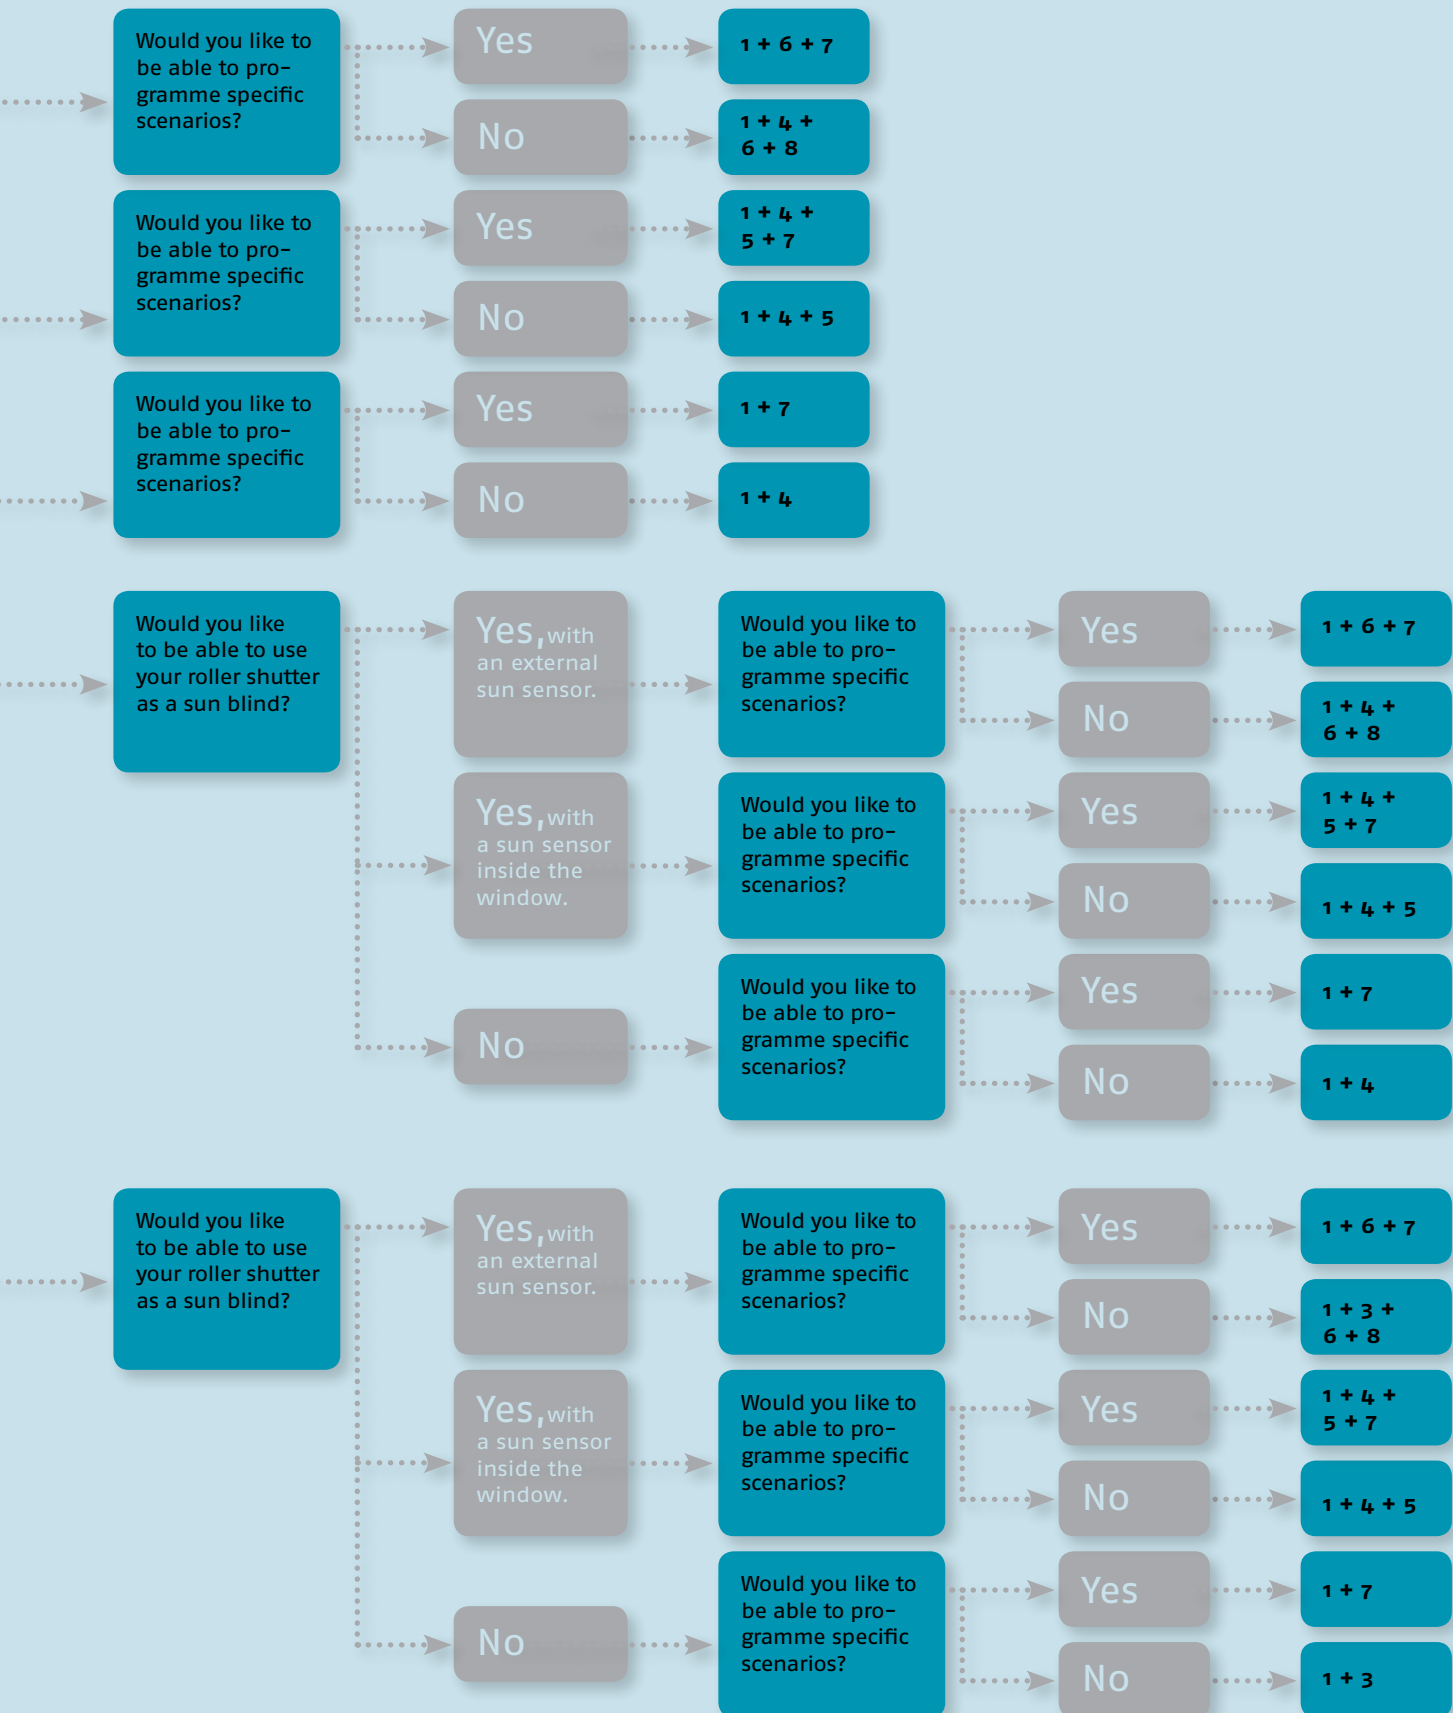 Would you like to
be able to pro-
gramme specific
scenarios?
Yes
1 + 6 + 7
No
1 + 4 +
6 + 8
Would you like to
be able to pro-
gramme specific
scenarios?
Yes
1 + 4 +
5 + 7
No
1 + 4 + 5
Would you like to
be able to pro-
gramme specific
scenarios?
Yes
1 + 7
No
1 + 4
Would you like
to be able to use
your roller shutter
as a sun blind?
Yes, with
an external
sun sensor.
Would you like to
be able to pro-
gramme specific
scenarios?
Yes
1 + 6 + 7
No
1 + 4 +
6 + 8
Yes, with
a sun sensor
inside the
window.
Would you like to
be able to pro-
gramme specific
scenarios?
Yes
1 + 4 +
5 + 7
No
1 + 4 + 5
No
Would you like to
be able to pro-
gramme specific
scenarios?
Yes
1 + 7
No
1 + 4
Would you like
to be able to use
your roller shutter
as a sun blind?
Yes, with
an external
sun sensor.
Would you like to
be able to pro-
gramme specific
scenarios?
Yes
1 + 6 + 7
No
1 + 3 +
6 + 8
Yes, with
a sun sensor
inside the
window.
Would you like to
be able to pro-
gramme specific
scenarios?
Yes
1 + 4 +
5 + 7
No
1 + 4 + 5
No
Would you like to
be able to pro-
gramme specific
scenarios?
Yes
1 + 7
No
1 + 3